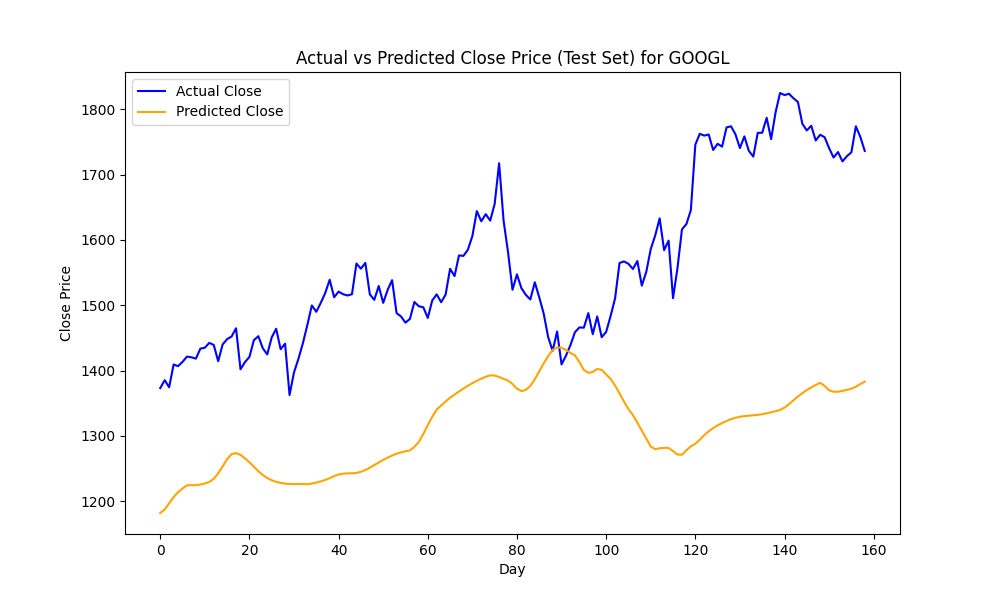 Actual vs Predicted Close Price (Test Set) for GOOGL
Actual Close
Predicted Close
1800
1700
1600
1500
1400
1300
1200
Close Price
0 20 40 60 80 100 120 140 160
Day